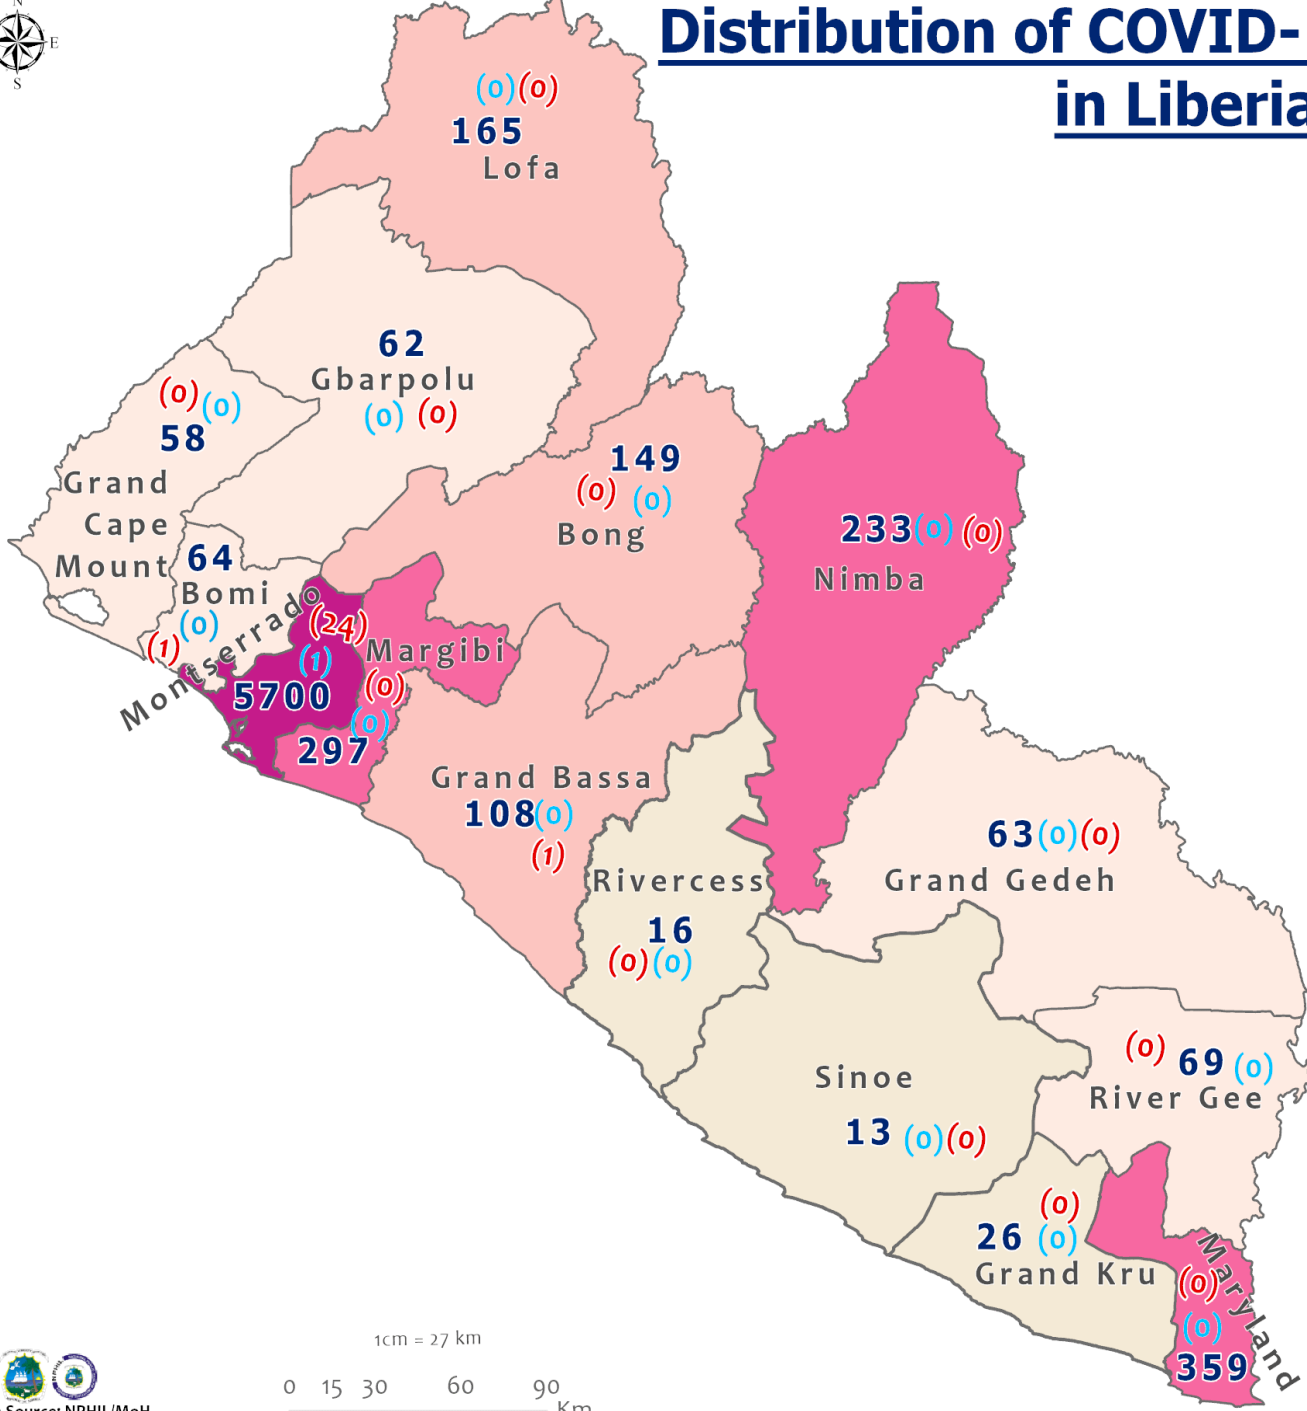 N
E
S
Distribution of COVID-
in Liberia
(0)(0)
165
Lofa
62
Gbarpolu
(0) (0)
(0)(0)
58
Grand
Cape
Mount
149
(0) (0)
Bong
233(0) (0)
Nimba
64
Bomi
(0)
(1)
Montserrado
(24)
(1)
5700
Margibi
(0)
(0)
297
Grand Bassa
108(0)
(1)
Rivercess
16
(0)(0)
63(0)(0)
Grand Gedeh
Sinoe
13 (0)(0)
(0) 69 (0)
River Gee
(0)
26 (0)
Grand Kru
Maryland
(0)
(0)
359
1cm = 27 km
0 15 30 60 90
Km
Source: NPHIL/MoH